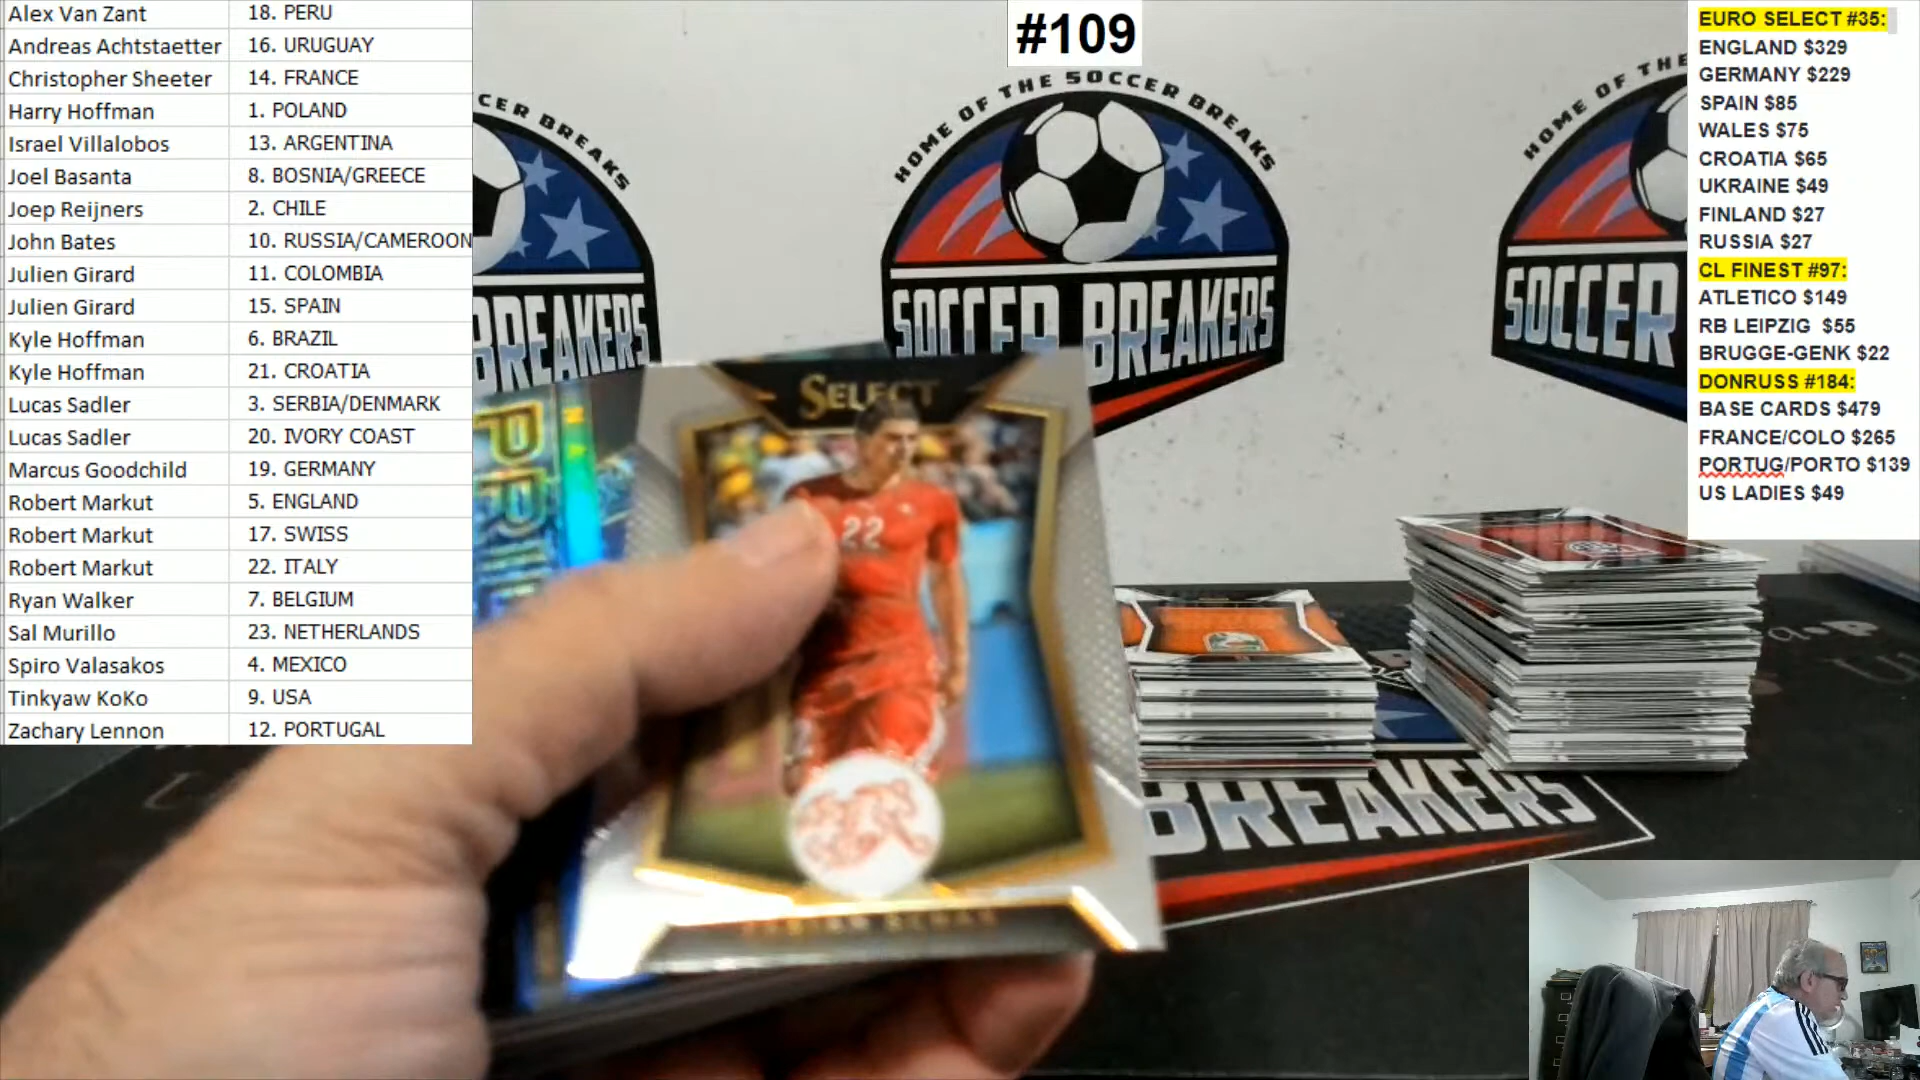 Alex Van Zant 18. PERU
Andreas Achtstaetter 16. URUGUAY
Christopher Sheeter 14. FRANCE
Harry Hoffman 1. POLAND
Israel Villalobos 13. ARGENTINA
Joel Basanta 8. BOSNIA/GREECE
Joep Reijners 2. CHILE
John Bates 10. RUSSIA/CAMEROON
Julien Girard 11. COLOMBIA
Julien Girard 15. SPAIN
Kyle Hoffman 6. BRAZIL
Kyle Hoffman 21. CROATIA
Lucas Sadler 3. SERBIA/DENMARK
Lucas Sadler 20. IVORY COAST
Marcus Goodchild 19. GERMANY
Robert Markut 5. ENGLAND
Robert Markut 17. SWISS
Robert Markut 22. ITALY
Ryan Walker 7. BELGIUM
Sal Murillo 23. NETHERLANDS
Spiro Valasakos 4. MEXICO
Tinkyaw KoKo 9. USA
Zachary Lennon 12. PORTUGAL
#109
CER BREAKS
BREAKERS
HOME OF THE SOCCER BREAKS
SOCCER BREAKERS
HOME OF THE
SOCCER
SELECT
22
BREAKERS
EURO SELECT #35:
ENGLAND $329
GERMANY $229
SPAIN $85
WALES $75
CROATIA $65
UKRAINE $49
FINLAND $27
RUSSIA $27
CL FINEST #97:
ATLETICO $149
RB LEIPZIG $55
BRUGGE-GENK $22
DONRUSS #184:
BASE CARDS $479
FRANCE/COLO $265
PORTUG/PORTO $139
US LADIES $49